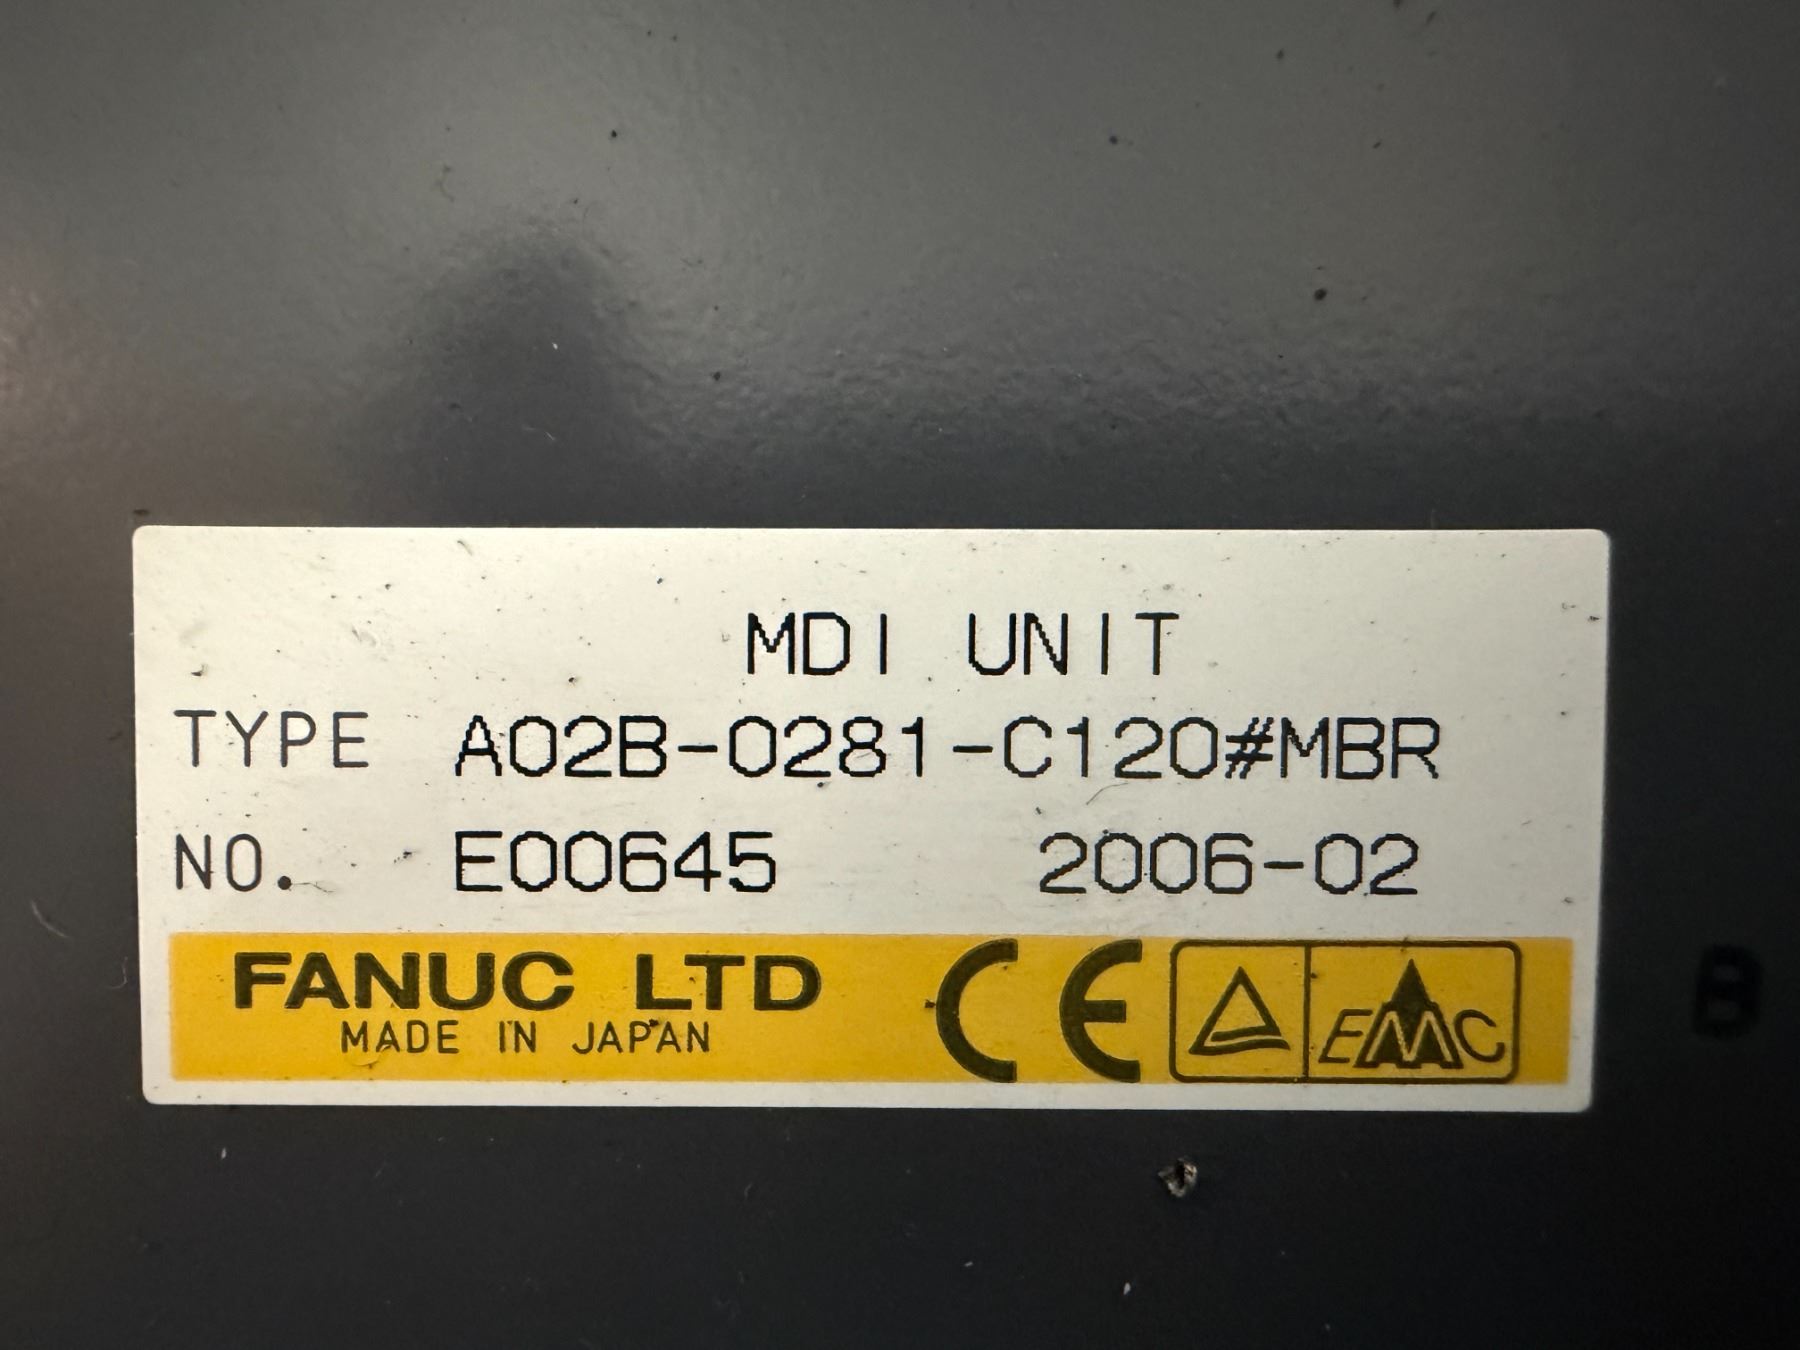 MDI UNIT
TYPE A02B-0281-C120#MBR
NO. E00645 2006-02
FANUC LTD
MADE IN JAPAN
CE
EMC
B